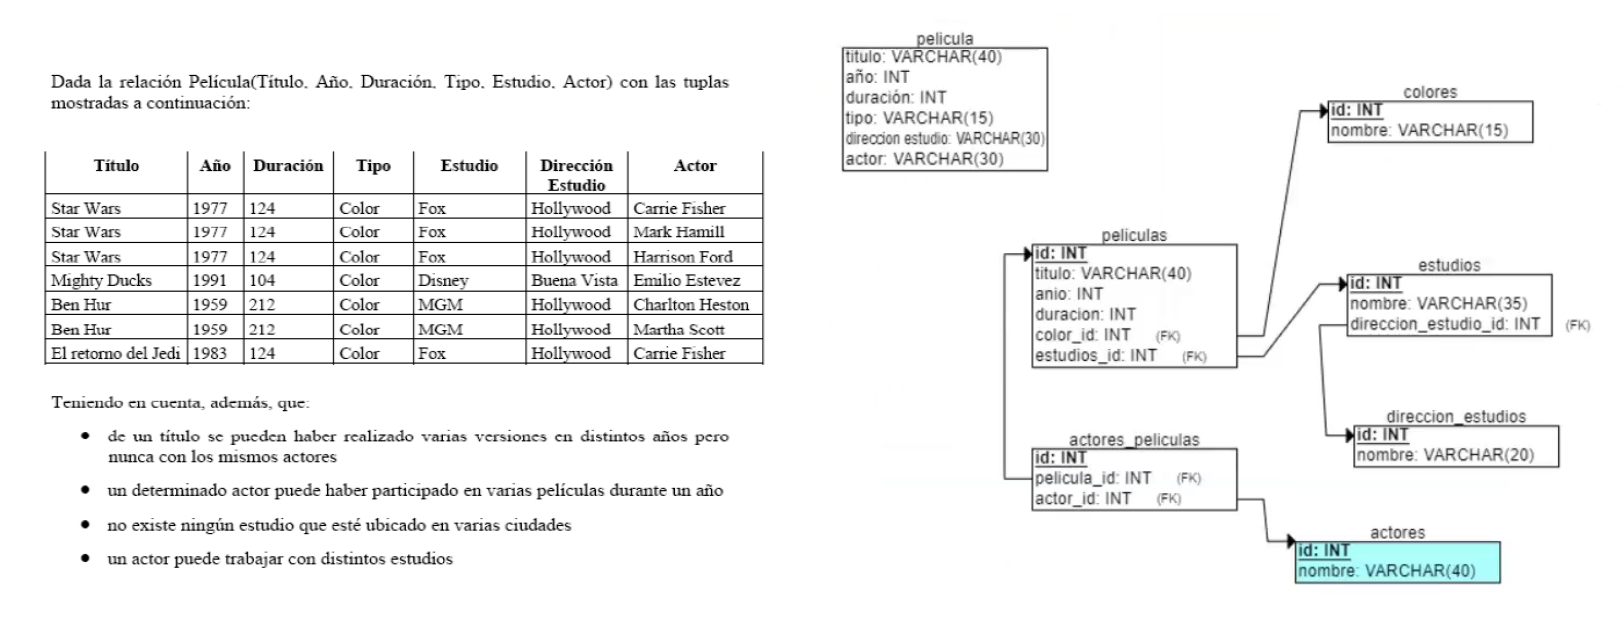 Dada la relación Película(Título, Año, Duración, Tipo, Estudio, Actor) con las tuplas
mostradas a continuación:
Título Año Duración Tipo Estudio Dirección Estudio Actor
Star Wars 1977 124 Color Fox Hollywood Carrie Fisher
Star Wars 1977 124 Color Fox Hollywood Mark Hamill
Star Wars 1977 124 Color Fox Hollywood Harrison Ford
Mighty Ducks 1991 104 Color Disney Buena Vista Emilio Estevez
Ben Hur 1959 212 Color MGM Hollywood Charlton Heston
Ben Hur 1959 212 Color MGM Hollywood Martha Scott
El retorno del Jedi 1983 124 Color Fox Hollywood Carrie Fisher
Teniendo en cuenta, además, que:
• de un título se pueden haber realizado varias versiones en distintos años pero
nunca con los mismos actores
• un determinado actor puede haber participado en varias películas durante un año
• no existe ningún estudio que esté ubicado en varias ciudades
• un actor puede trabajar con distintos estudios
pelicula
titulo: VARCHAR(40)
año: INT
duración: INT
tipo: VARCHAR(15)
direccion estudio: VARCHAR(30)
actor: VARCHAR(30)
colores
id: INT
nombre: VARCHAR(15)
peliculas
id: INT
titulo: VARCHAR(40)
anio: INT
duracion: INT
color_id: INT (FK)
estudios_id: INT (FK)
estudios
id: INT
nombre: VARCHAR(35)
direccion_estudio_id: INT (FK)
direccion_estudios
id: INT
nombre: VARCHAR(20)
actores_peliculas
id: INT
pelicula_id: INT (FK)
actor_id: INT (FK)
actores
id: INT
nombre: VARCHAR(40)